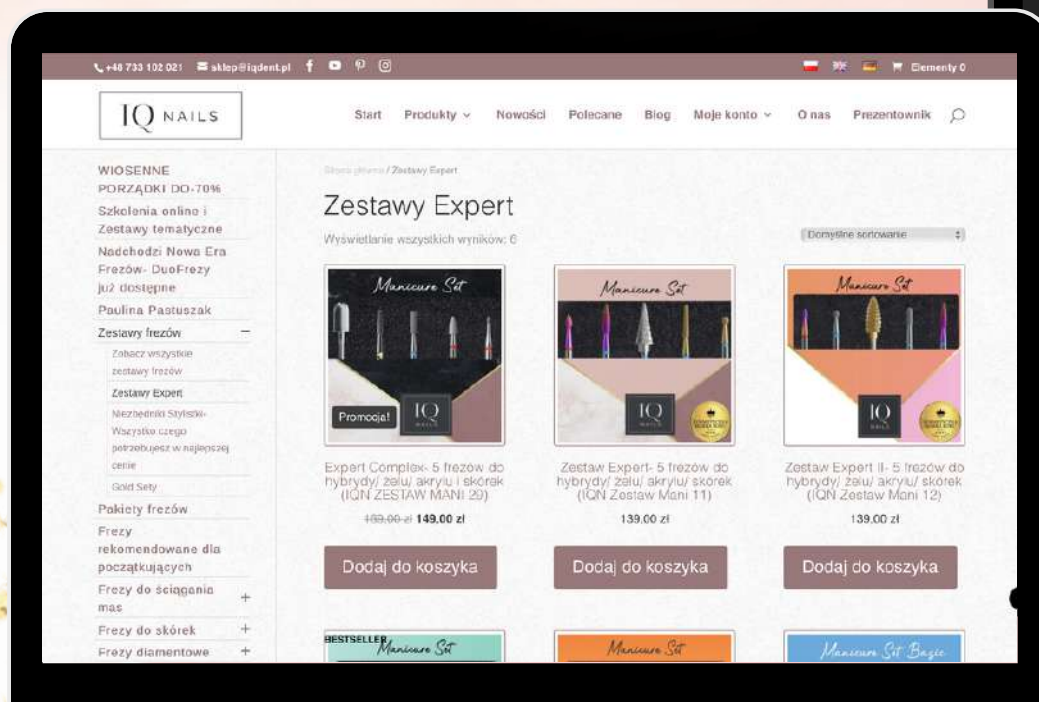 +48 733 102 021 sklep@iqdent.pl
Elementy 0
IQ NAILS
Start Produkty Nowości Polecane Blog Moje konto O nas Prezentownik
WIOSENNE
PORZĄDKI DO-70%
Szkolenia online i
Zestawy tematyczne
Nadchodzi Nowa Era
Frezów- DuoFrezy
już dostępne
Paulina Pastuszak
Zestawy frezów −
Zobacz wszystkie
zestawy frezów
Zestawy Expert
Niezbędniki Stylistki-
Wszystko czego
potrzebujesz w najlepszej
cenie
Gold Sety
Pakiety frezów
Frezy
rekomendowane dla
początkujących
Frezy do ściągania
mas +
Frezy do skórek +
Frezy diamentowe +
Strona główna / Zestawy Expert
Zestawy Expert
Wyświetlanie wszystkich wyników: 6
Domyślne sortowanie
Manicure Set
Promocja!
IQ
NAILS
Expert Complex- 5 frezów do
hybrydy/ żelu/ akrylu i skórek
(IQN ZESTAW MANI 29)
149.00 zł
Dodaj do koszyka
Manicure Set
IQ
NAILS
Zestaw Expert- 5 frezów do
hybrydy/ żelu/ akrylu/ skórek
(IQN Zestaw Mani 11)
139.00 zł
Dodaj do koszyka
Manicure Set
IQ
NAILS
Zestaw Expert II- 5 frezów do
hybrydy/ żelu/ akrylu/ skórek
(IQN Zestaw Mani 12)
139.00 zł
Dodaj do koszyka
BESTSELLER
Manicure Set
Manicure Set
Manicure Set Basic